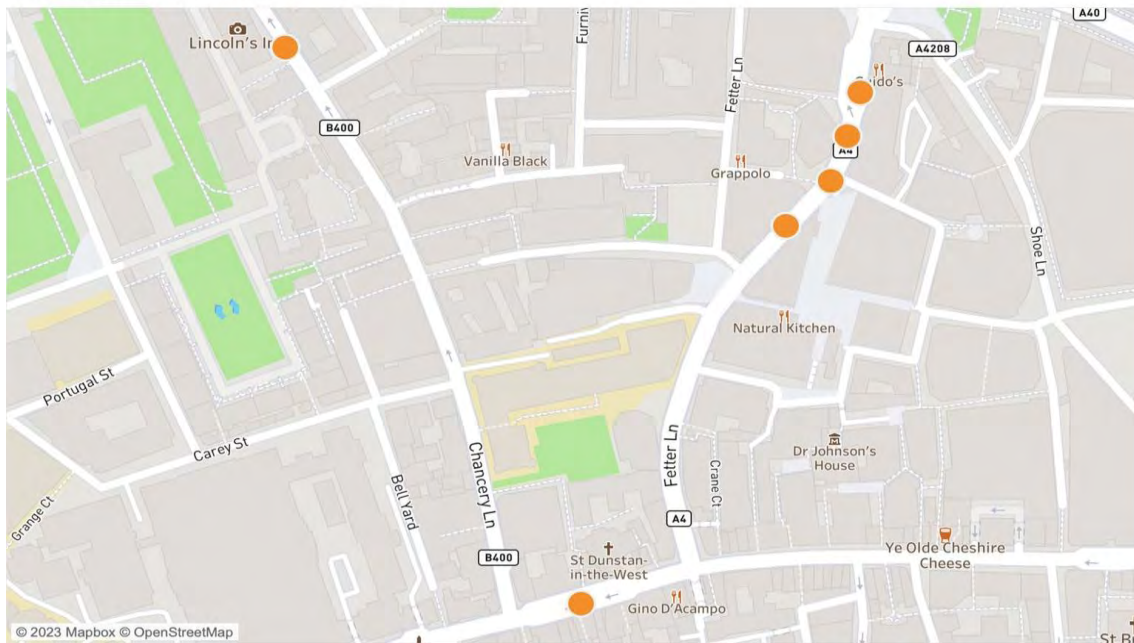 A40
Lincoln's In
Furniv
Fetter Ln
A4208
Guido's
B400
A4
Vanilla Black
Grappolo
Shoe Ln
Natural Kitchen
Portugal St
Carey St
Chancery Ln
Fetter Ln
Dr Johnson's
House
Crane Ct
Bell Yard
Grange Ct
A4
Ye Olde Cheshire
Cheese
B400
St Dunstan-
in-the-West
Gino D'Acampo
St B
© 2023 Mapbox © OpenStreetMap